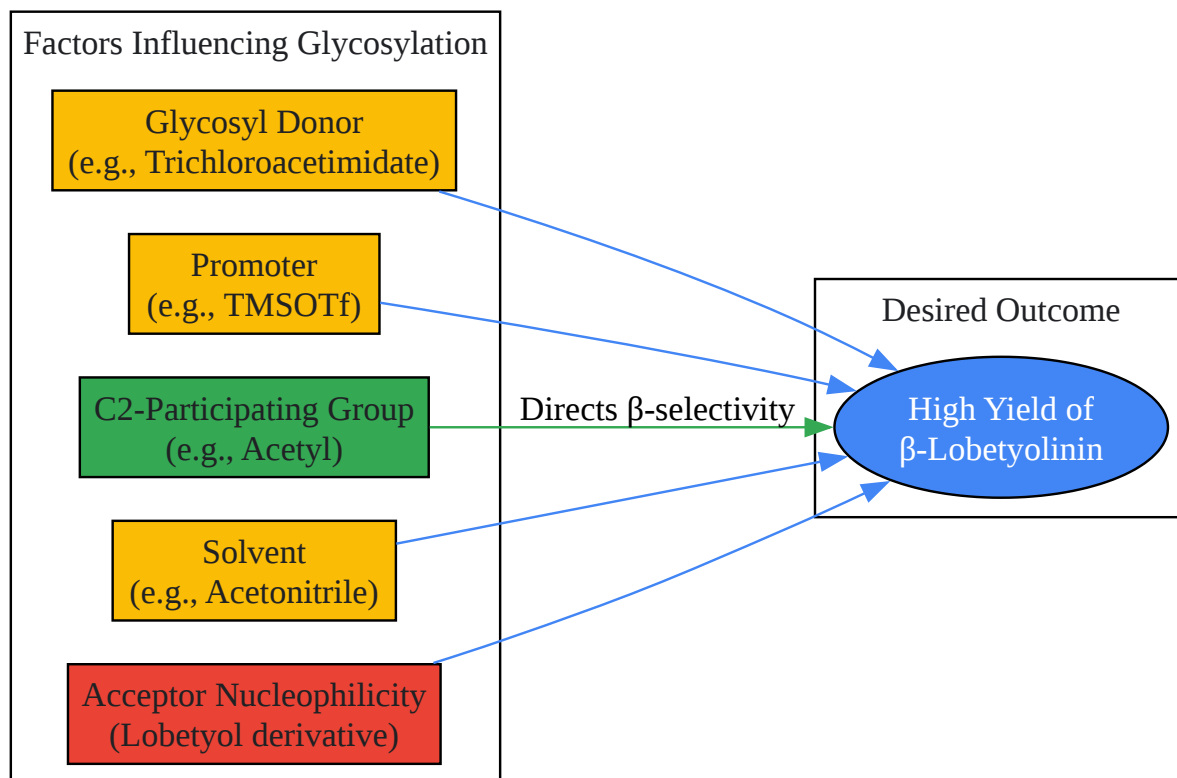 Factors Influencing Glycosylation
Glycosyl Donor
(e.g., Trichloroacetimidate)
Promoter
(e.g., TMSOTf)
C2-Participating Group
(e.g., Acetyl)
Solvent
(e.g., Acetonitrile)
Acceptor Nucleophilicity
(Lobetyol derivative)
Directs β-selectivity
Desired Outcome
High Yield of
β-Lobetyolinin